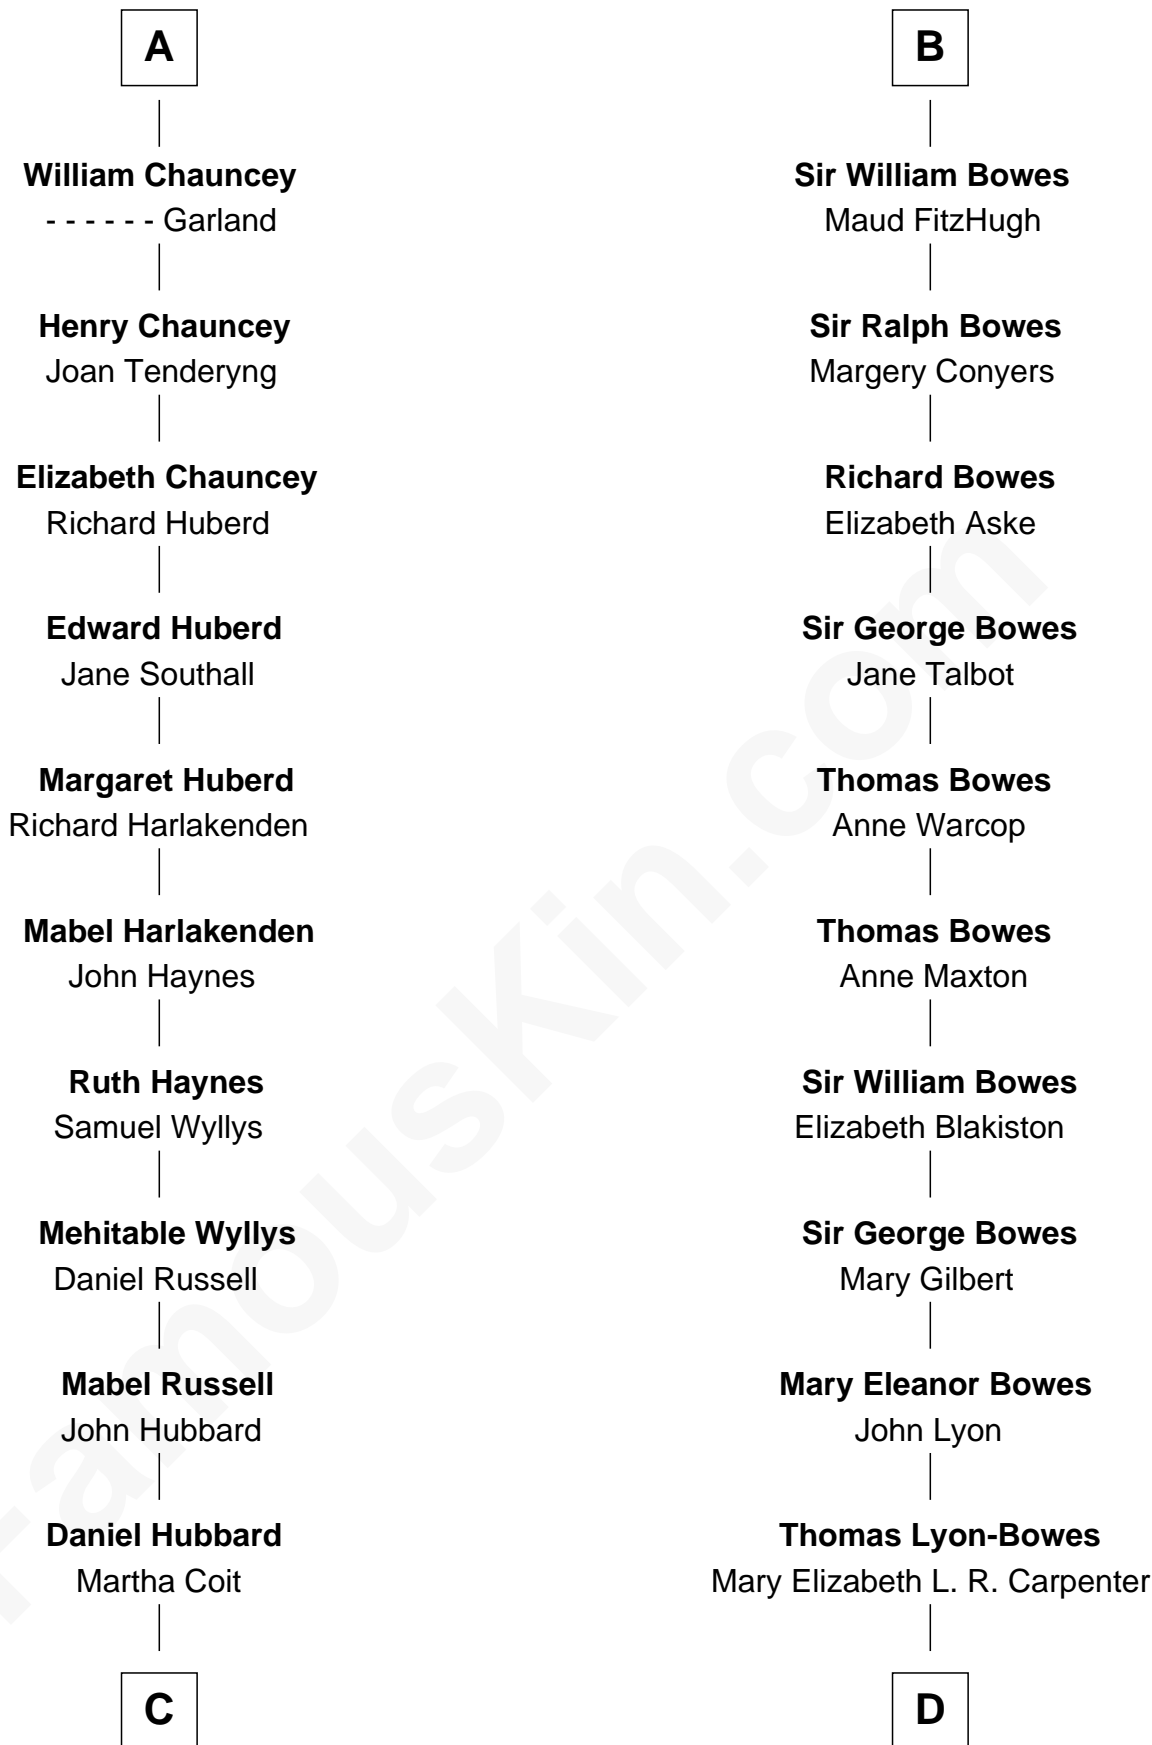 A
William Chauncey
- - - - - - Garland
Henry Chauncey
Joan Tenderyng
Elizabeth Chauncey
Richard Huberd
Edward Huberd
Jane Southall
Margaret Huberd
Richard Harlakenden
Mabel Harlakenden
John Haynes
Ruth Haynes
Samuel Wyllys
Mehitable Wyllys
Daniel Russell
Mabel Russell
John Hubbard
Daniel Hubbard
Martha Coit
C
B
Sir William Bowes
Maud FitzHugh
Sir Ralph Bowes
Margery Conyers
Richard Bowes
Elizabeth Aske
Sir George Bowes
Jane Talbot
Thomas Bowes
Anne Warcop
Thomas Bowes
Anne Maxton
Sir William Bowes
Elizabeth Blakiston
Sir George Bowes
Mary Gilbert
Mary Eleanor Bowes
John Lyon
Thomas Lyon-Bowes
Mary Elizabeth L. R. Carpenter
D
FamousKin.com